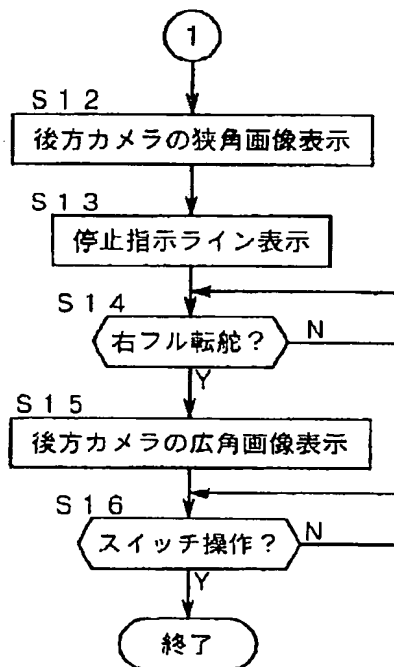 1
S12
後方カメラの狭角画像表示
S13
停止指示ライン表示
S14
右フル転舵?
N
Y
S15
後方カメラの広角画像表示
S16
スイッチ操作?
N
Y
終了